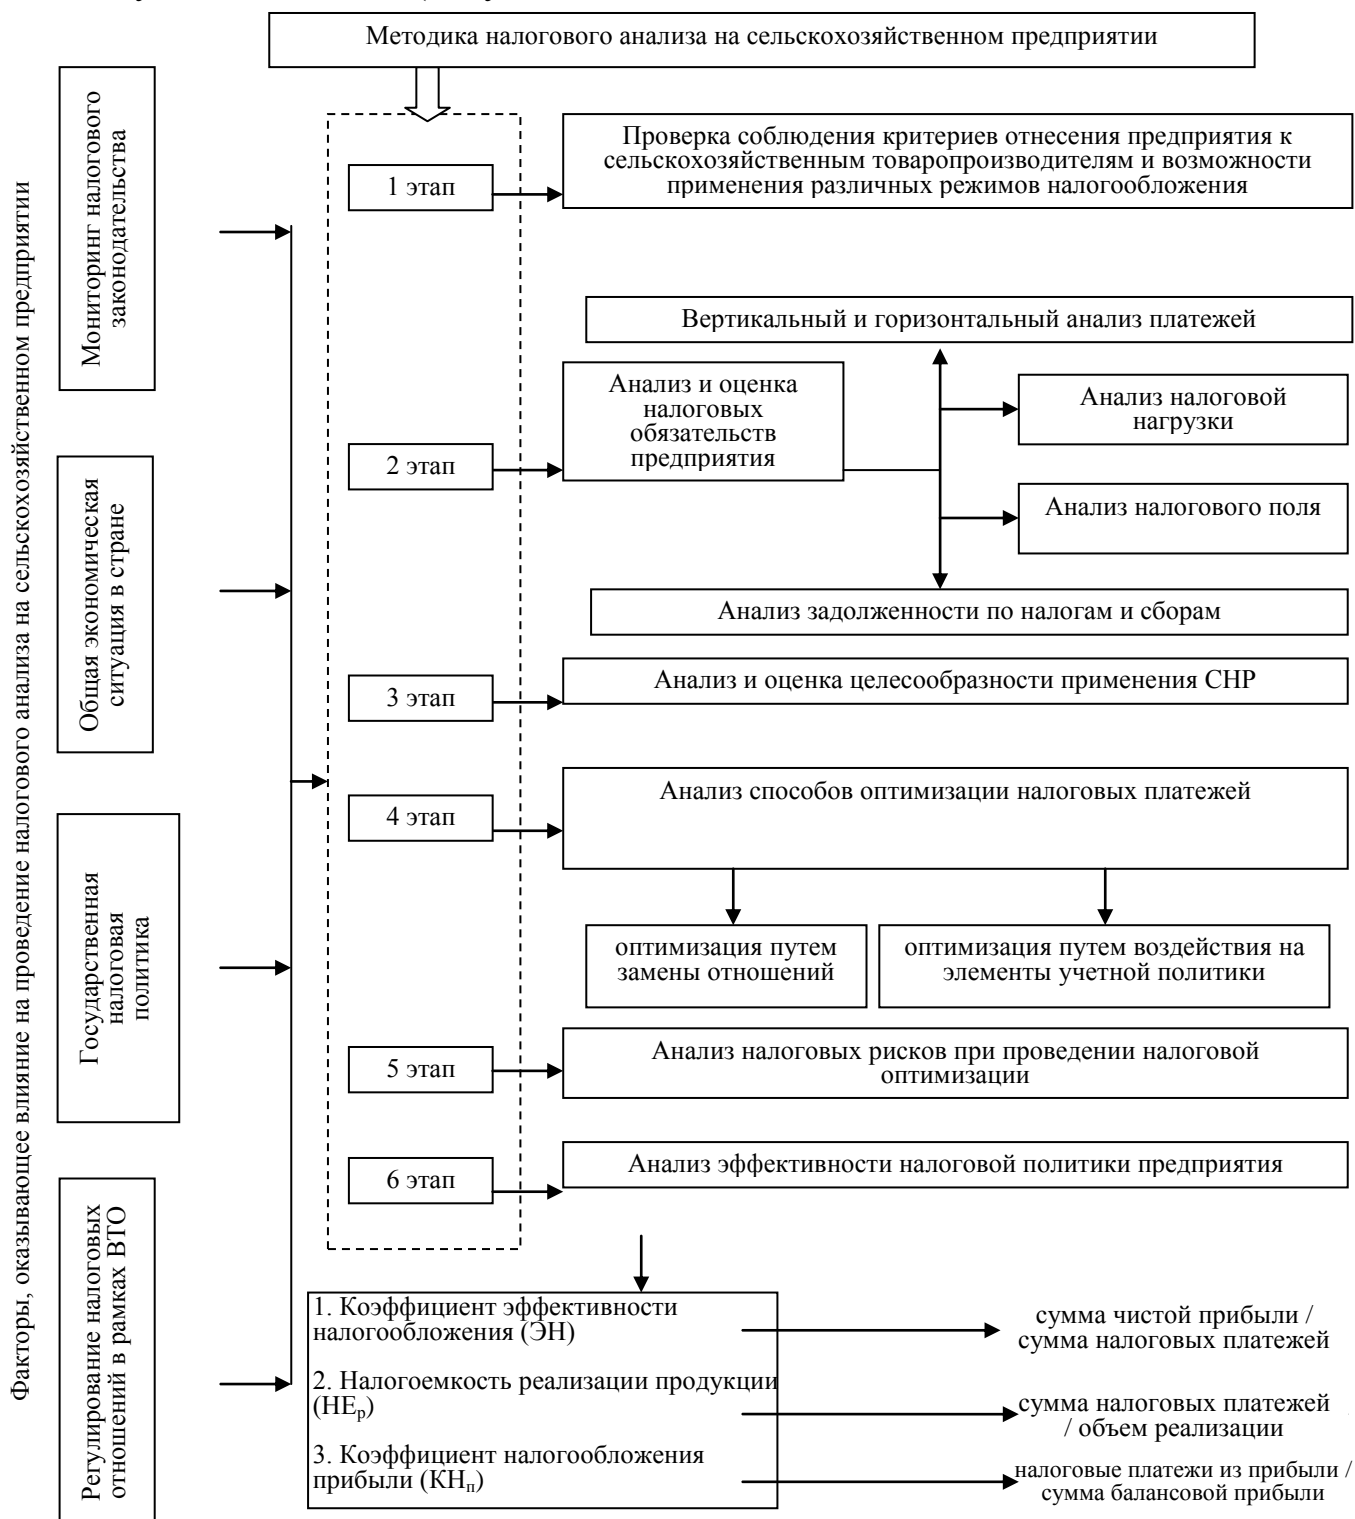 Методика налогового анализа на сельскохозяйственном предприятии
Факторы, оказывающее влияние на проведение налогового анализа на сельскохозяйственном предприятии
Мониторинг налогового
законодательства
Общая экономическая
ситуация в стране
Государственная
налоговая
политика
Регулирование налоговых
отношений в рамках ВТО
1 этап
Проверка соблюдения критериев отнесения предприятия к
сельскохозяйственным товаропроизводителям и возможности
применения различных режимов налогообложения
2 этап
Анализ и оценка
налоговых
обязательств
предприятия
Вертикальный и горизонтальный анализ платежей
Анализ налоговой
нагрузки
Анализ налогового поля
Анализ задолженности по налогам и сборам
3 этап
Анализ и оценка целесообразности применения СНР
4 этап
Анализ способов оптимизации налоговых платежей
оптимизация путем
замены отношений
оптимизация путем воздействия на
элементы учетной политики
5 этап
Анализ налоговых рисков при проведении налоговой
оптимизации
6 этап
Анализ эффективности налоговой политики предприятия
1. Коэффициент эффективности
налогообложения (ЭН)
сумма чистой прибыли /
сумма налоговых платежей
2. Налогоемкость реализации продукции
(НЕр)
сумма налоговых платежей
/ объем реализации
3. Коэффициент налогообложения
прибыли (КНп)
налоговые платежи из прибыли /
сумма балансовой прибыли